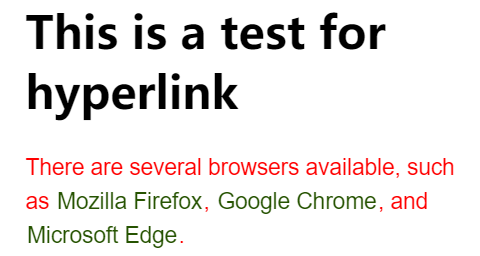 This is a test for
hyperlink
There are several browsers available, such
as Mozilla Firefox, Google Chrome, and
Microsoft Edge.